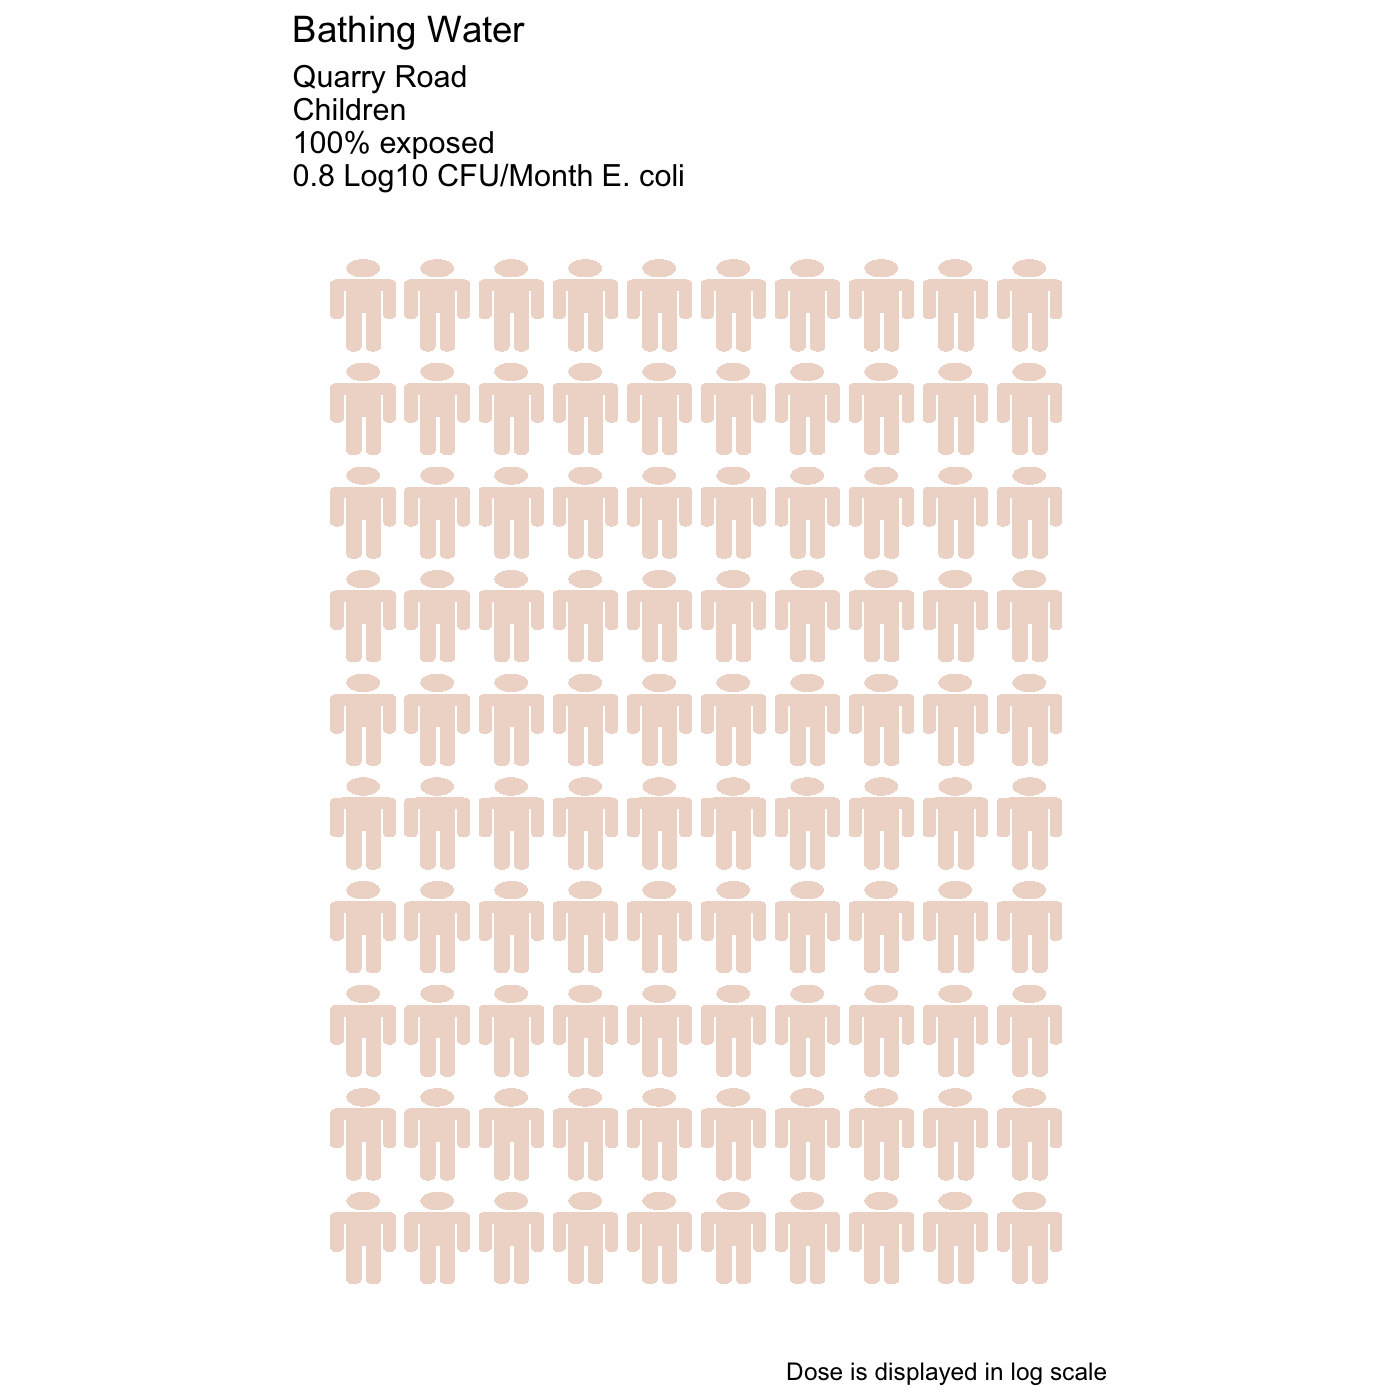 Bathing Water
Quarry Road
Children
100% exposed
0.8 Log10 CFU/Month E. coli
Dose is displayed in log scale